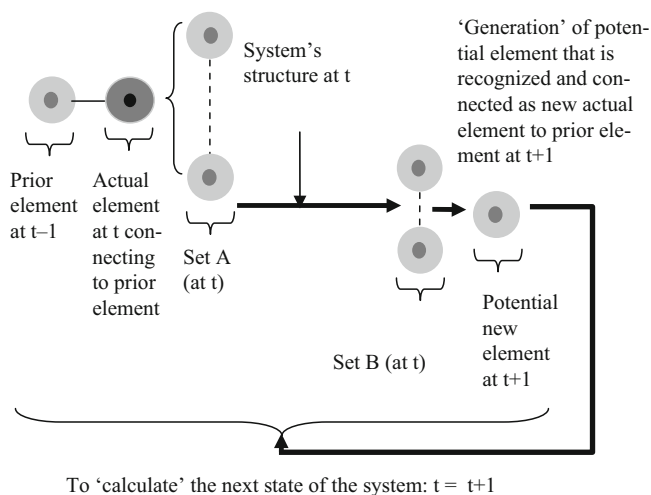 System's
structure at t
'Generation' of poten-
tial element that is
recognized and con-
nected as new actual
element to prior ele-
ment at t+1
Prior
element
at t–1
Actual
element
at t con-
necting
to prior
element
Set A
(at t)
Set B (at t)
Potential
new
element
at t+1
To 'calculate' the next state of the system: t = t+1